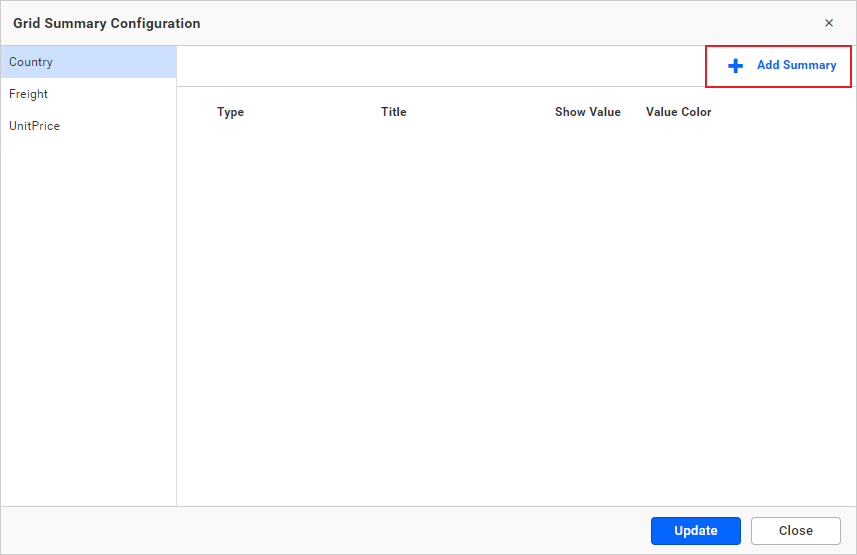 Grid Summary Configuration
Country
Add Summary
Freight
Type Title Show Value Value Color
UnitPrice
Update Close